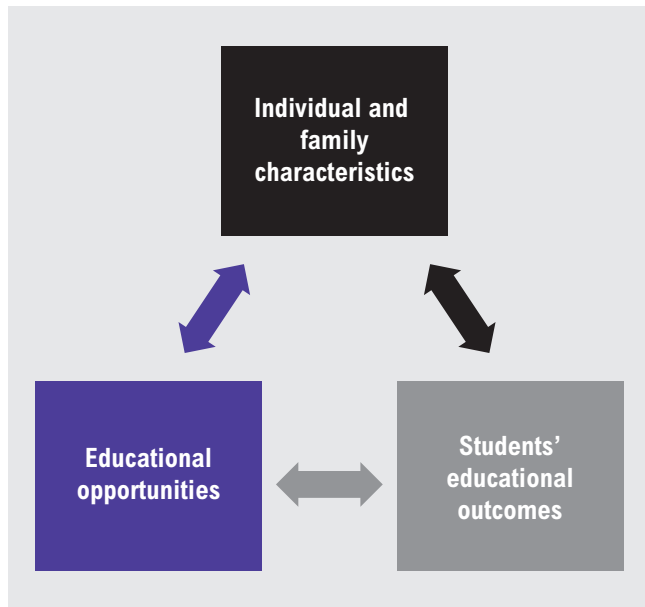 Individual and
family
characteristics
Educational
opportunities
Students’
educational
outcomes